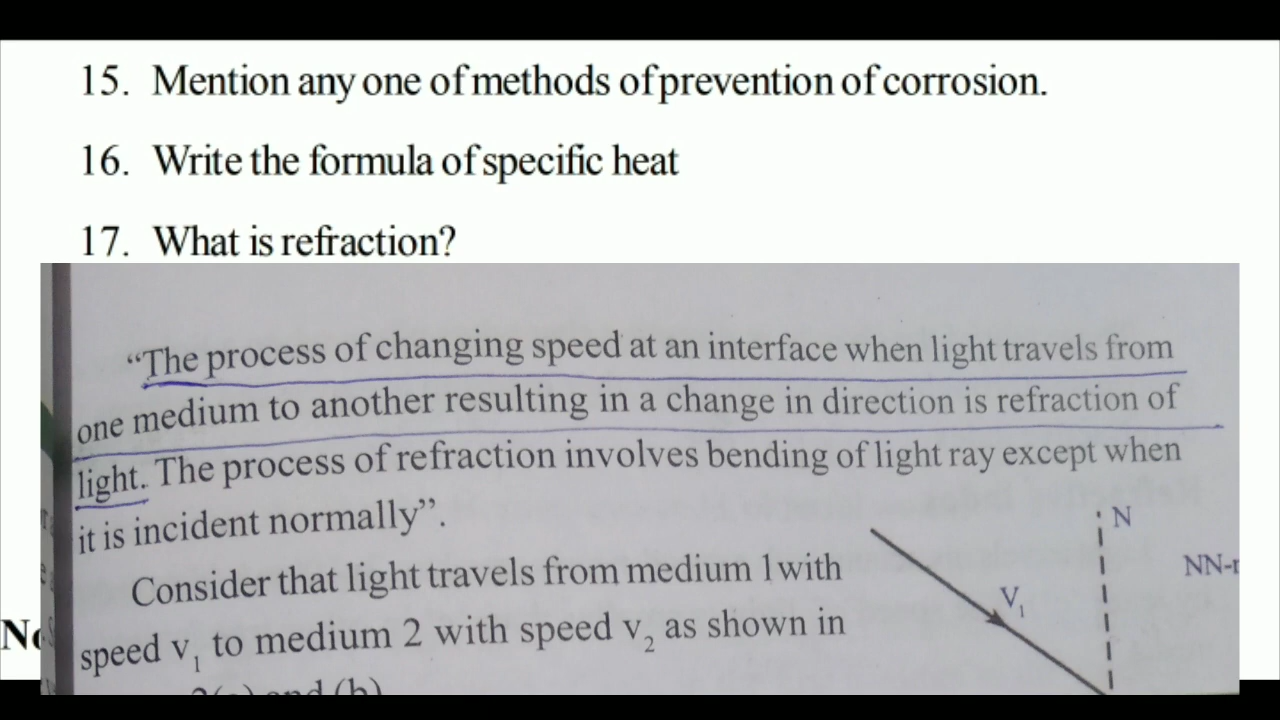 15. Mention any one of methods of prevention of corrosion.
16. Write the formula of specific heat
17. What is refraction?
“The process of changing speed at an interface when light travels from
one medium to another resulting in a change in direction is refraction of
light. The process of refraction involves bending of light ray except when
it is incident normally”.
N
NN-
Consider that light travels from medium 1 with
V1
speed v1 to medium 2 with speed v2 as shown in